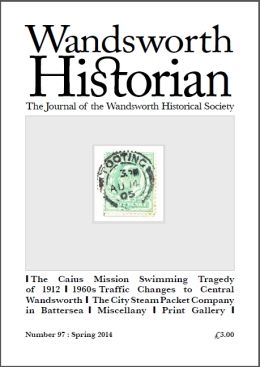 Wandsworth
Historian
The Journal of the Wandsworth Historical Society
TOOTING
AU 14
05
The Caius Mission Swimming Tragedy
of 1912 | 1960s Traffic Changes to Central
Wandsworth | The City Steam Packet Company
in Battersea | Miscellany | Print Gallery |
Number 97 : Spring 2014
£3.00